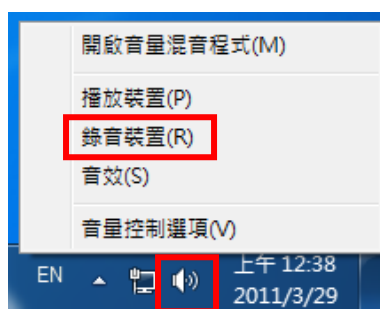 開啟音量混音程式(M)
播放裝置(P)
錄音裝置(R)
音效(S)
音量控制選項(V)
EN
上午 12:38
2011/3/29